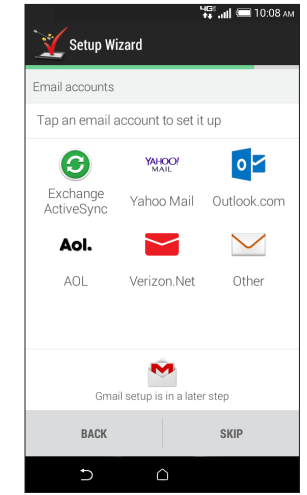 4G 10:08 AM
Setup Wizard
Email accounts
Tap an email account to set it up
YAHOO!
MAIL
o
Exchange
ActiveSync
Yahoo Mail
Outlook.com
Aol.
AOL
Verizon.Net
Other
M
Gmail setup is in a later step
BACK
SKIP